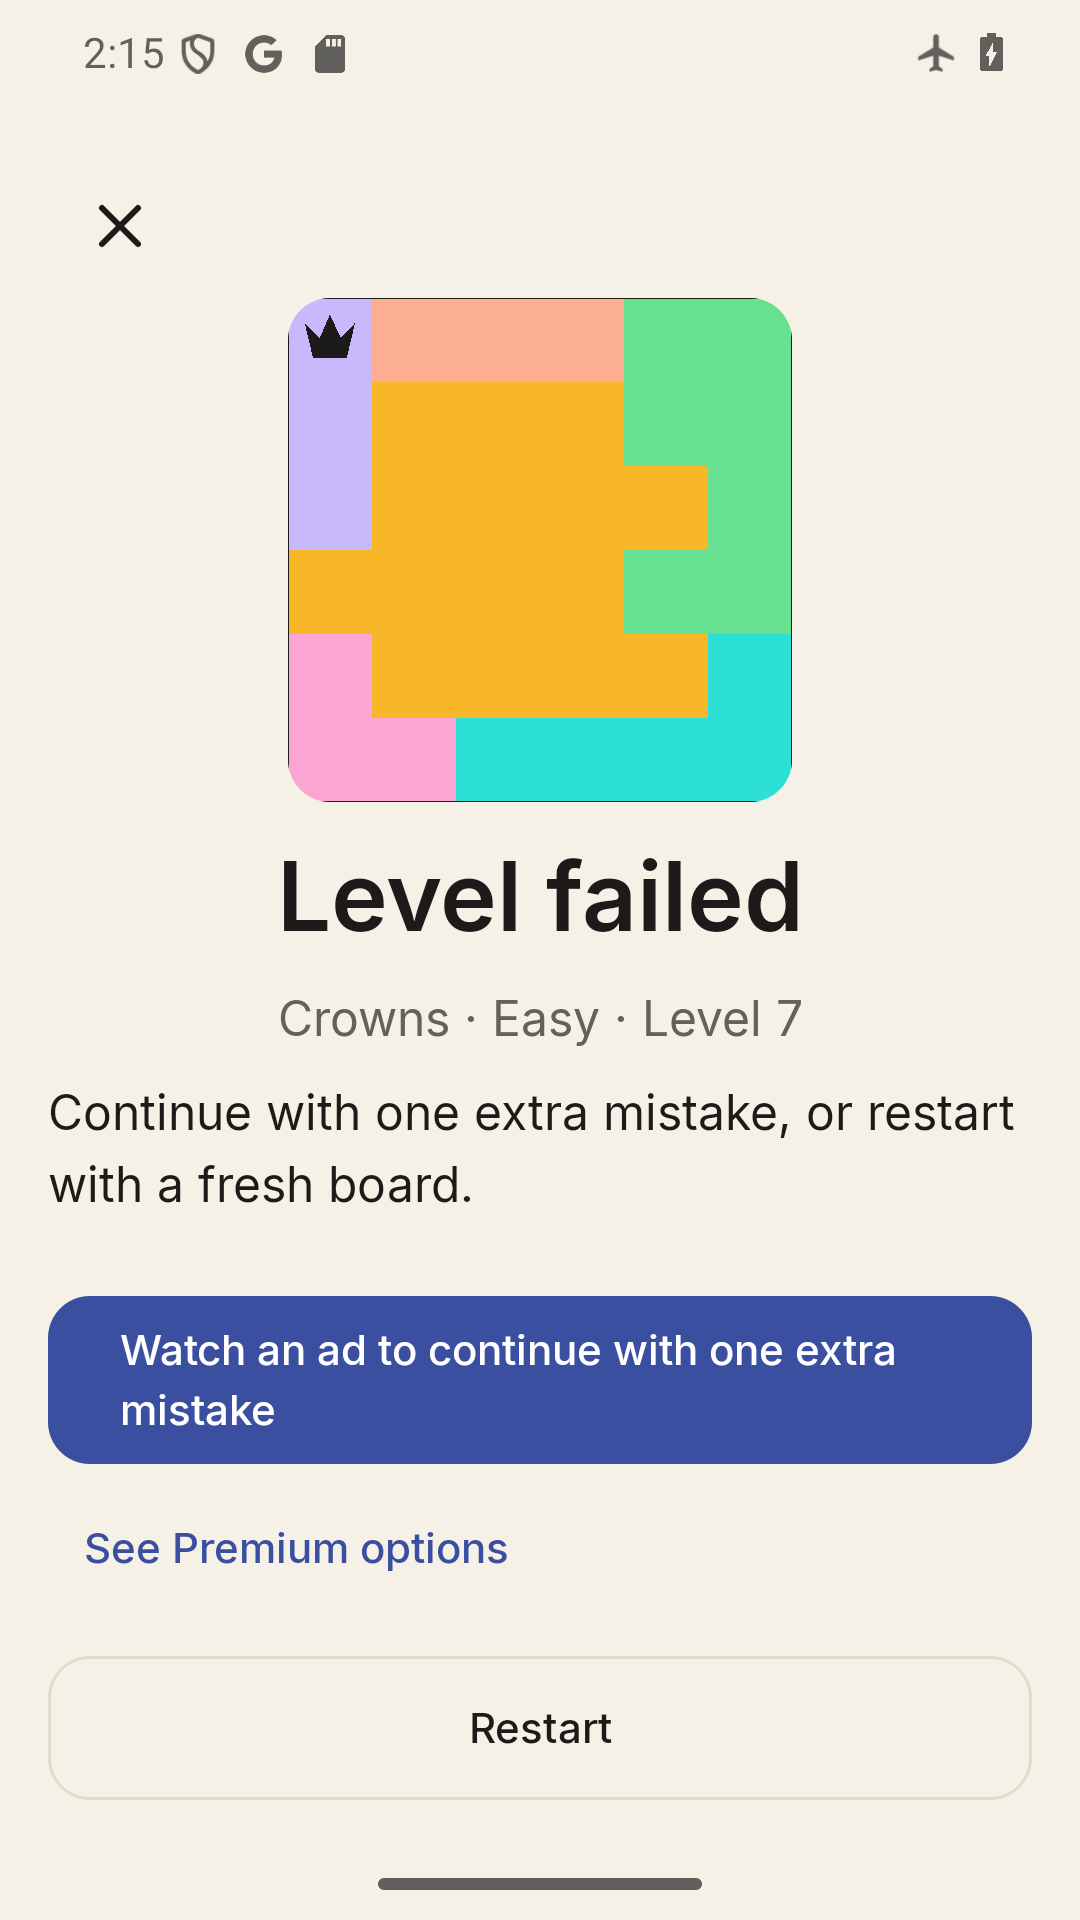 2:15
Level failed
Crowns · Easy · Level 7
Continue with one extra mistake, or restart
with a fresh board.
Watch an ad to continue with one extra
mistake
See Premium options
Restart